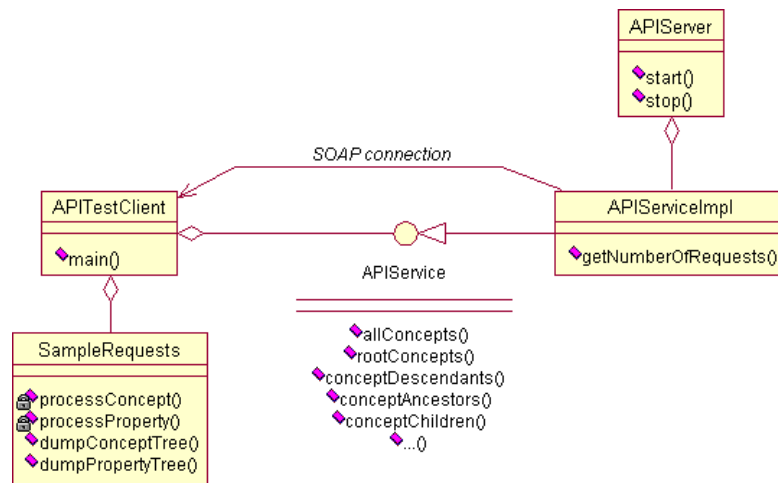 APIServer
start()
stop()
SOAP connection
APITestClient
main()
APIServiceImpl
getNumberOfRequests()
APIService
allConcepts()
rootConcepts()
conceptDescendants()
conceptAncestors()
conceptChildren()
...()
SampleRequests
processConcept()
processProperty()
dumpConceptTree()
dumpPropertyTree()